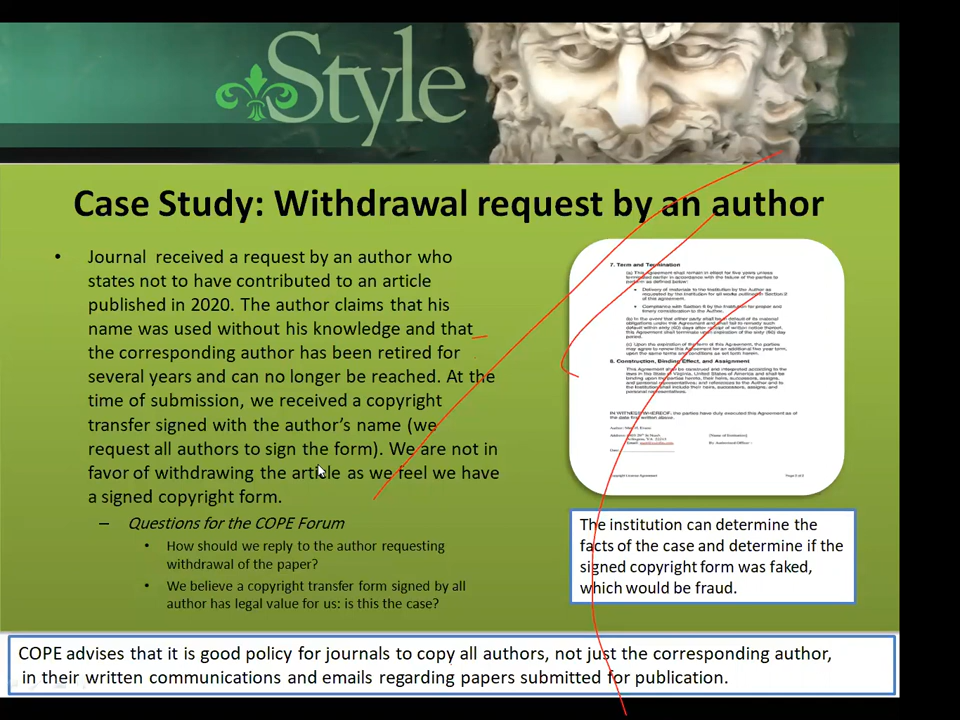 Style
Case Study: Withdrawal request by an author
• Journal received a request by an author who
states not to have contributed to an article
published in 2020. The author claims that his
name was used without his knowledge and that
the corresponding author has been retired for
several years and can no longer be reached. At the
time of submission, we received a copyright
transfer signed with the author's name (we
request all authors to sign the form). We are not in
favor of withdrawing the article as we feel we have
a signed copyright form.
– Questions for the COPE Forum
• How should we reply to the author requesting
withdrawal of the paper?
• We believe a copyright transfer form signed by all
author has legal value for us: is this the case?
7. Term and Termination
8. Construction, Binding Effect, and Assignment
The institution can determine the
facts of the case and determine if the
signed copyright form was faked,
which would be fraud.
COPE advises that it is good policy for journals to copy all authors, not just the corresponding author,
in their written communications and emails regarding papers submitted for publication.